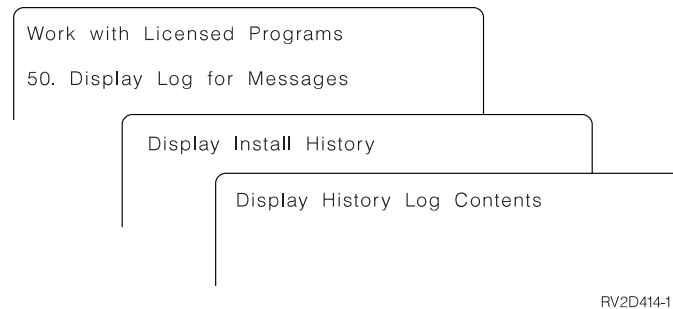 Work with Licensed Programs
50. Display Log for Messages
Display Install History
Display History Log Contents
RV2D414-1